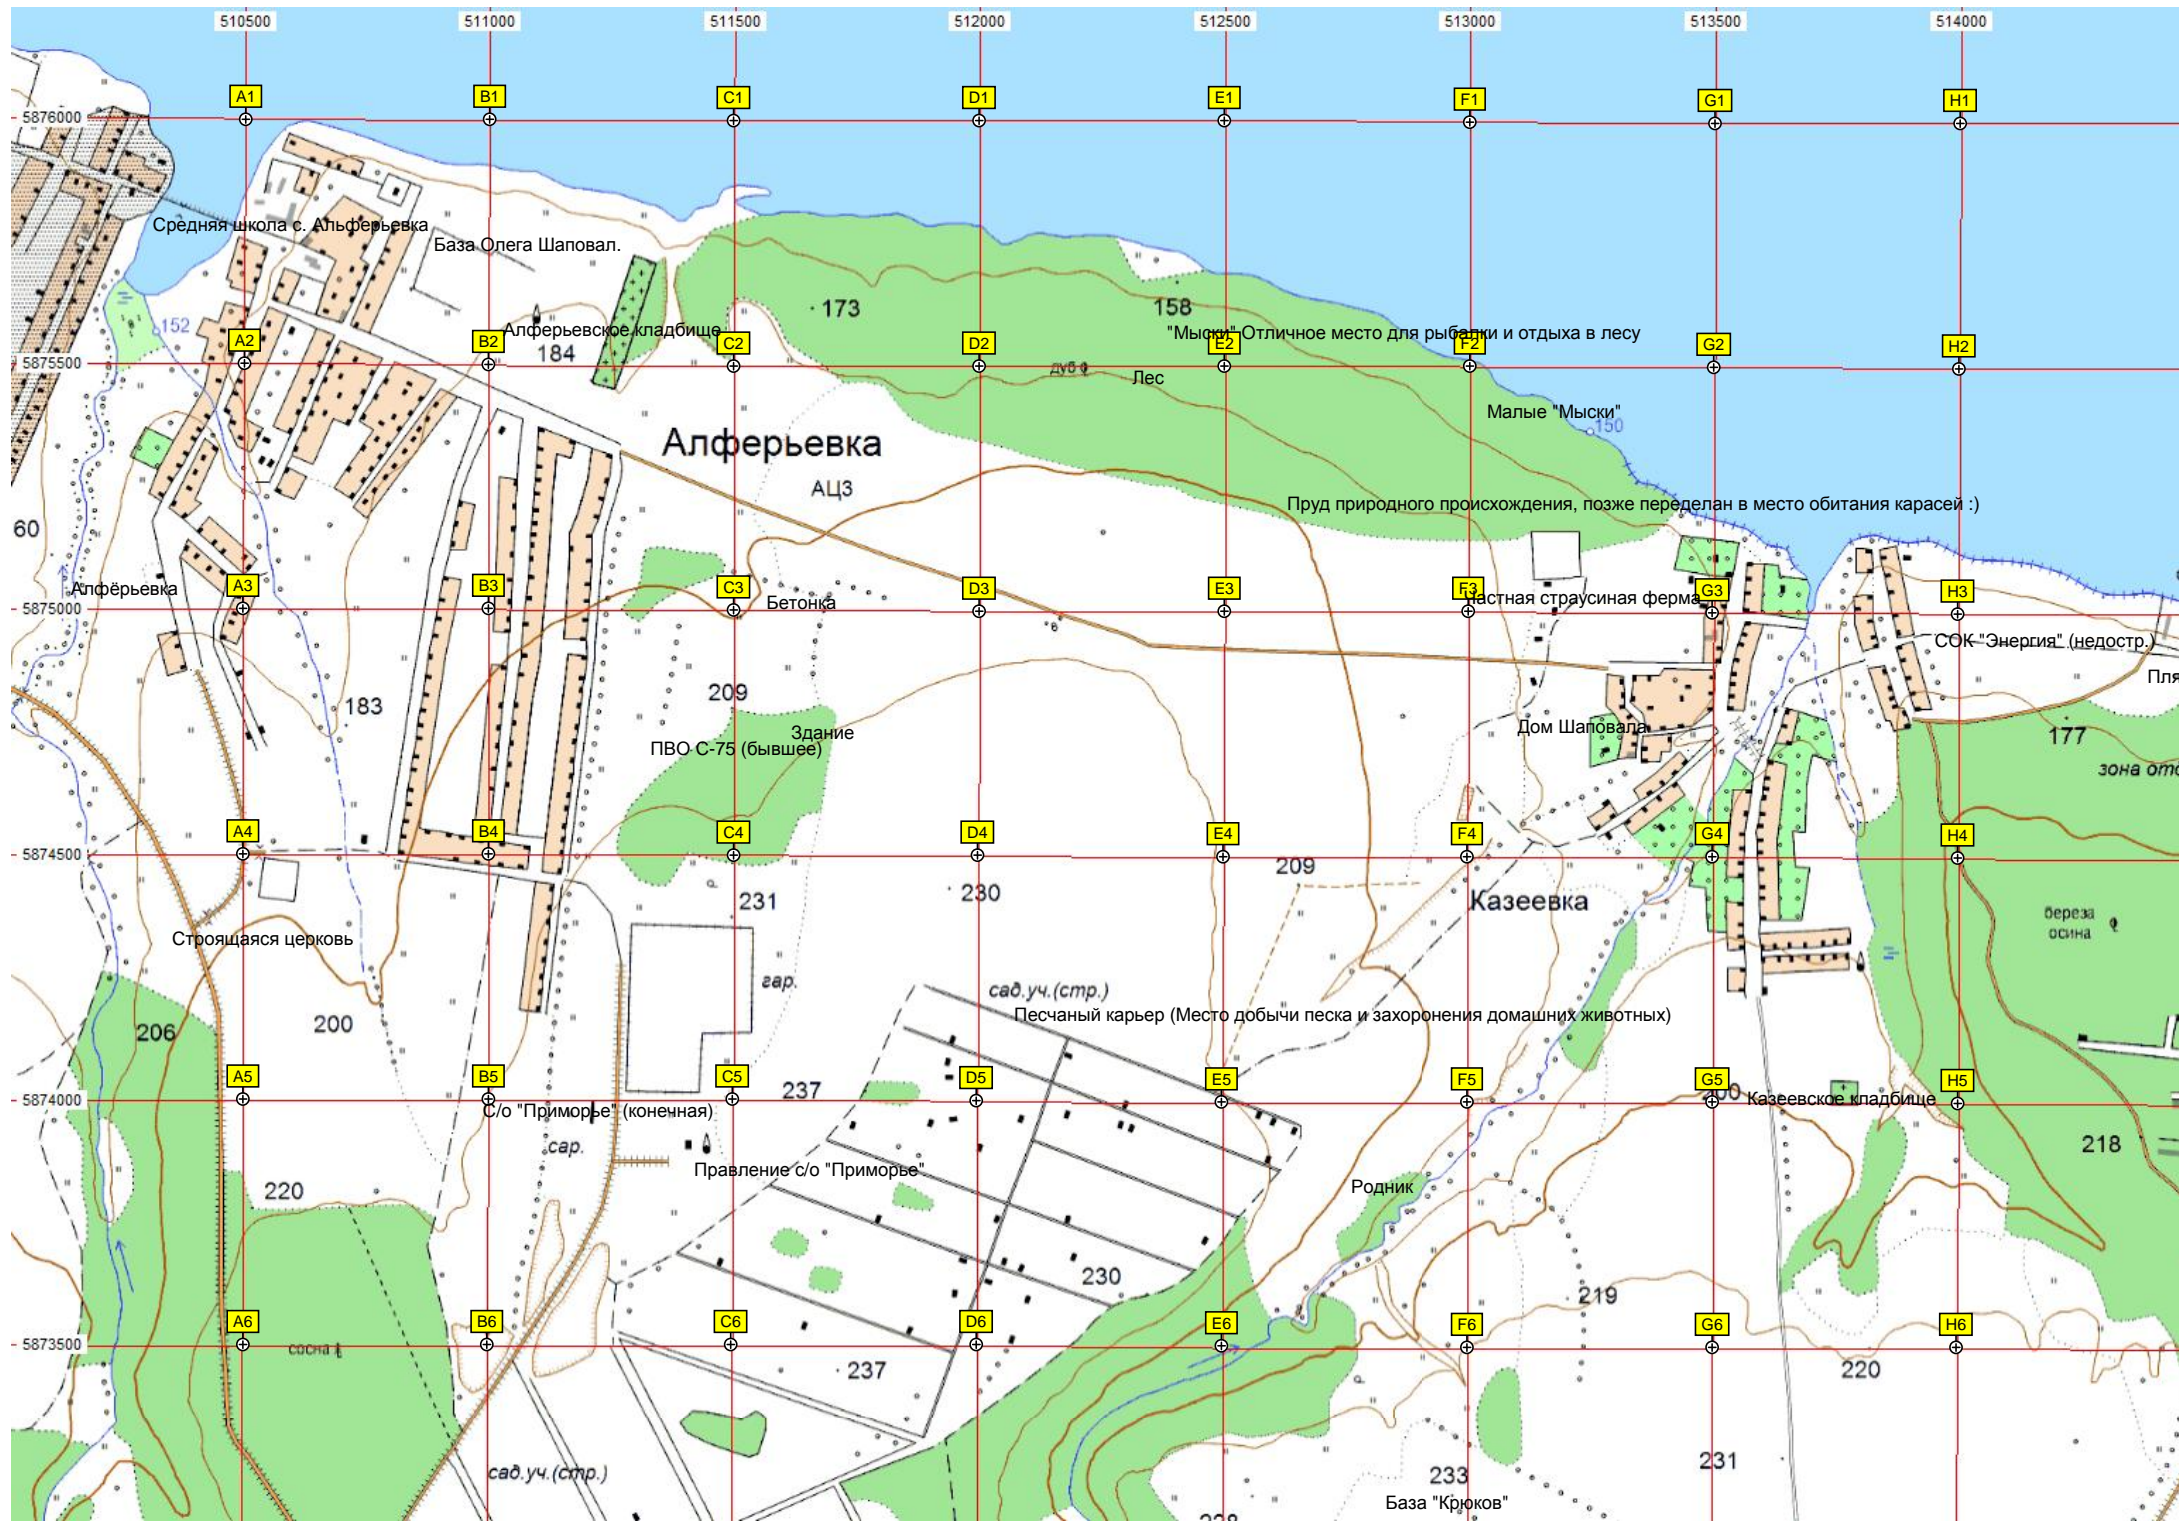 510500 511000 511500 512000 512500 513000 513500 514000
A1 B1 C1 D1 E1 F1 G1 H1
5876000
Средняя школа с. Альферьевка
База Олега Шаповал.
173 158
152
Алферьевское кладбище
"Мыски" Отличное место для рыбалки и отдыха в лесу
184
A2 B2 C2 D2 E2 F2 G2 H2
5875500
дуб
Лес
Малые "Мыски"
150
Алферьевка
АЦЗ
Пруд природного происхождения, позже переделан в место обитания карасей :)
60
Алфёрьевка
A3 B3 C3 D3 E3 F3 G3 H3
Бетонка
частная страусиная ферма
5875000
СОК "Энергия" (недостр.)
Пля
209
183
Здание
ПВО С-75 (бывшее)
Дом Шаповала
177
зона отд
A4 B4 C4 D4 E4 F4 G4 H4
5874500
209
231 230
Казеевка
береза
осина
Строящаяся церковь
гар.
сад.уч.(стр.)
Песчаный карьер (Место добычи песка и захоронения домашних животных)
206 200
A5 B5 C5 D5 E5 F5 G5 H5
5874000
237
200
Казеевское кладбище
С/о "Приморье" (конечная)
сар.
218
Правление с/о "Приморье"
Родник
220
230
219
A6 B6 C6 D6 E6 F6 G6 H6
5873500
сосна
237
220
231
сад.уч.(стр.)
233
База "Крюков"